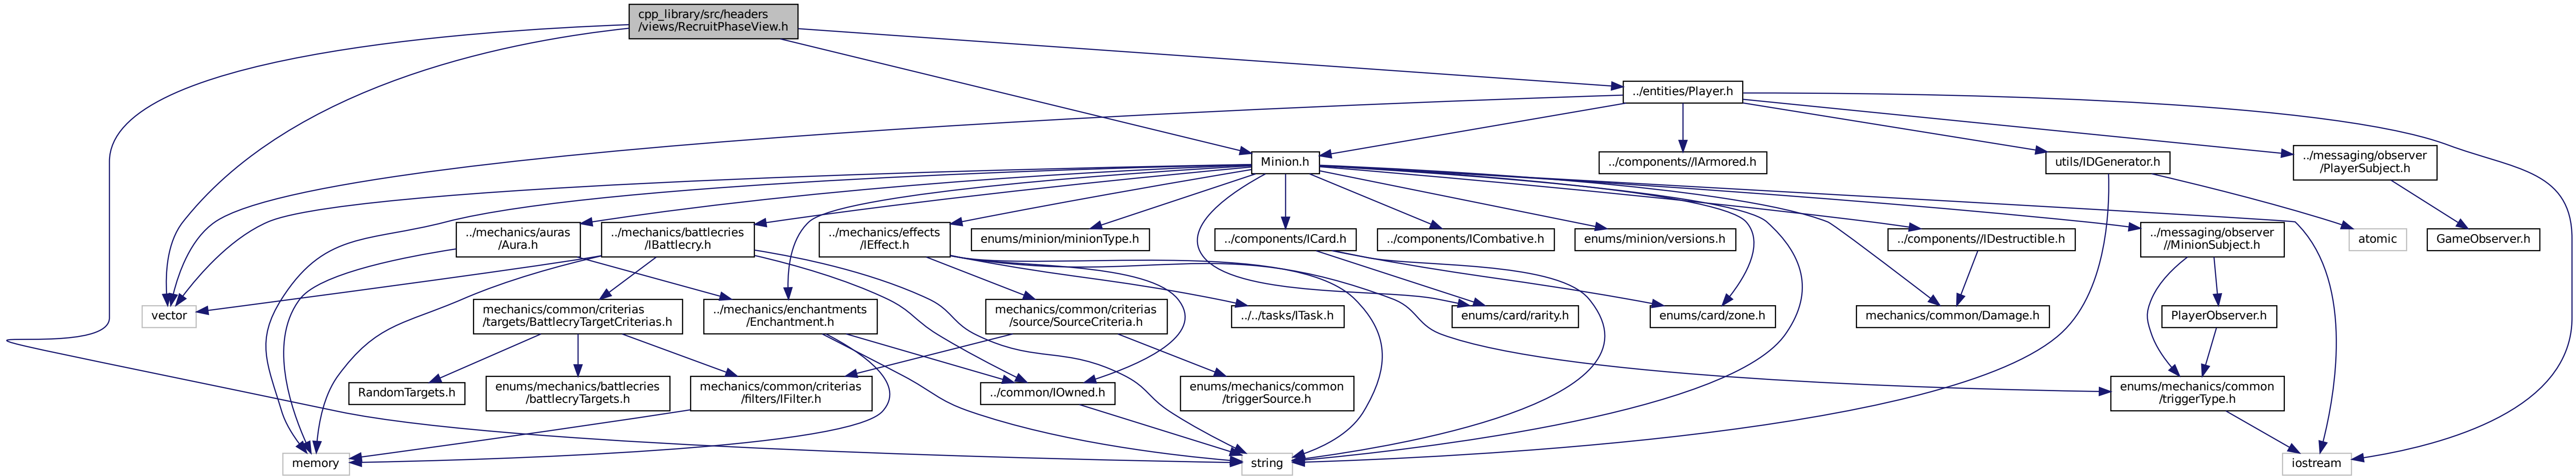 cpp_library/src/headers
/views/RecruitPhaseView.h
../entities/Player.h
Minion.h
../components//IArmored.h
utils/IDGenerator.h
../messaging/observer
/PlayerSubject.h
../mechanics/auras
/Aura.h
../mechanics/battlecries
/IBattlecry.h
../mechanics/effects
/IEffect.h
enums/minion/minionType.h
../components/ICard.h
../components/ICombative.h
enums/minion/versions.h
../components//IDestructible.h
../messaging/observer
//MinionSubject.h
atomic
GameObserver.h
vector
mechanics/common/criterias
/targets/BattlecryTargetCriterias.h
../mechanics/enchantments
/Enchantment.h
mechanics/common/criterias
/source/SourceCriteria.h
../../tasks/ITask.h
enums/card/rarity.h
enums/card/zone.h
mechanics/common/Damage.h
PlayerObserver.h
RandomTargets.h
enums/mechanics/battlecries
/battlecryTargets.h
mechanics/common/criterias
/filters/IFilter.h
../common/IOwned.h
enums/mechanics/common
/triggerSource.h
enums/mechanics/common
/triggerType.h
memory
string
iostream